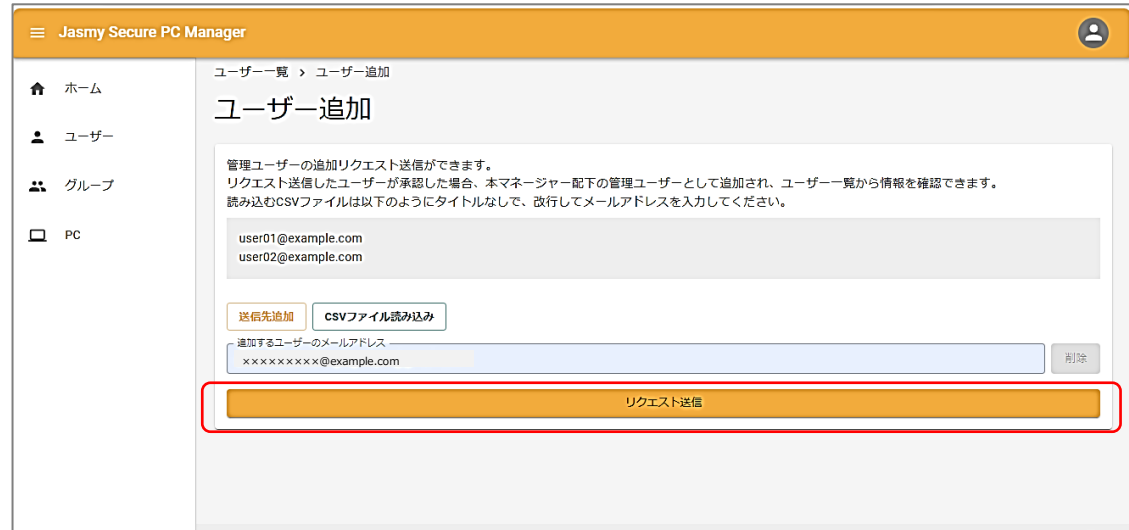 Jasmy Secure PC Manager
ホーム
ユーザー
グループ
PC
ユーザー一覧 › ユーザー追加
ユーザー追加
管理ユーザーの追加リクエスト送信ができます。
リクエスト送信したユーザーが承認した場合、本マネージャー配下の管理ユーザーとして追加され、ユーザー一覧から情報を確認できます。
読み込むCSVファイルは以下のようにタイトルなしで、改行してメールアドレスを入力してください。
user01@example.com
user02@example.com
送信先追加 CSVファイル読み込み
追加するユーザーのメールアドレス
×××××××××@example.com 削除
リクエスト送信